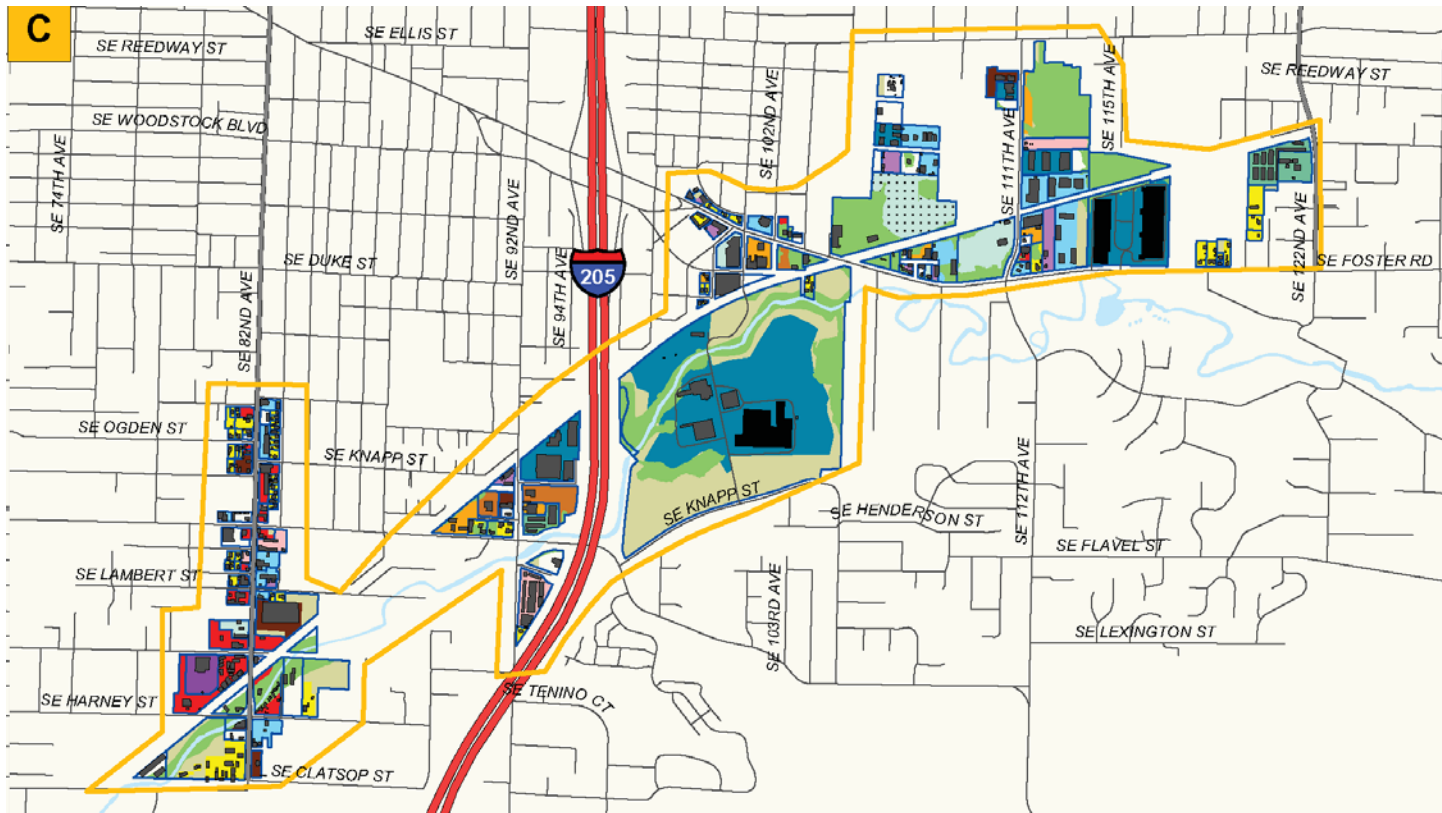 C
SE REEDWAY ST
SE ELLIS ST
SE WOODSTOCK BLVD
SE 74TH AVE
SE 82ND AVE
SE DUKE ST
SE 92ND AVE
SE 94TH AVE
205
SE 102ND AVE
SE 111TH AVE
SE 115TH AVE
SE REEDWAY ST
SE 122ND AVE
SE FOSTER RD
SE OGDEN ST
SE KNAPP ST
SE KNAPP ST
SE HENDERSON ST
SE 112TH AVE
SE FLAVEL ST
SE LAMBERT ST
SE 103RD AVE
SE LEXINGTON ST
SE HARNEY ST
SE TENINO CT
SE CLATSOP ST